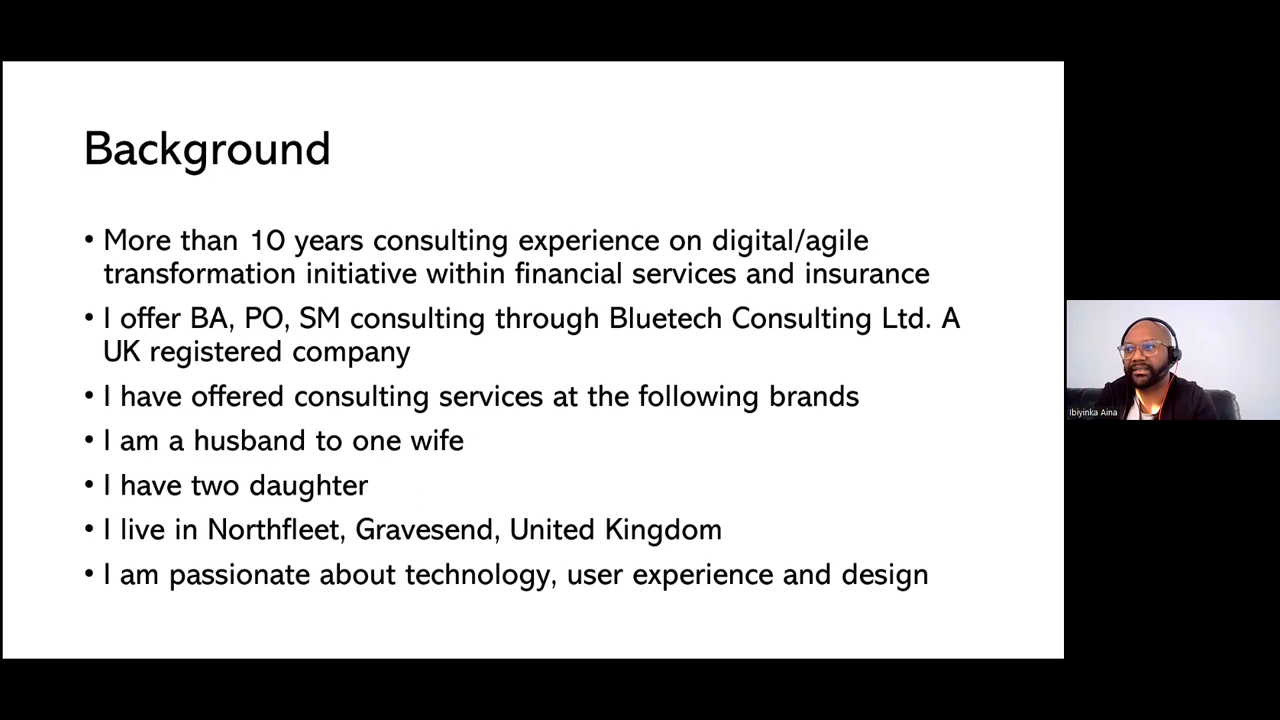 Background
• More than 10 years consulting experience on digital/agile
transformation initiative within financial services and insurance
• I offer BA, PO, SM consulting through Bluetech Consulting Ltd. A
UK registered company
• I have offered consulting services at the following brands
• I am a husband to one wife
• I have two daughter
• I live in Northfleet, Gravesend, United Kingdom
• I am passionate about technology, user experience and design
Ibiyinka Aina